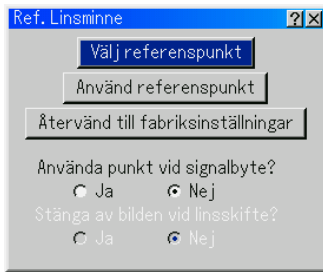 Ref. Linsminne
Välj referenspunkt
Använd referenspunkt
Återvänd till fabriksinställningar
Använda punkt vid signalbyte?
Ja Nej
Stänga av bilden vid linsskifte?
Ja Nej